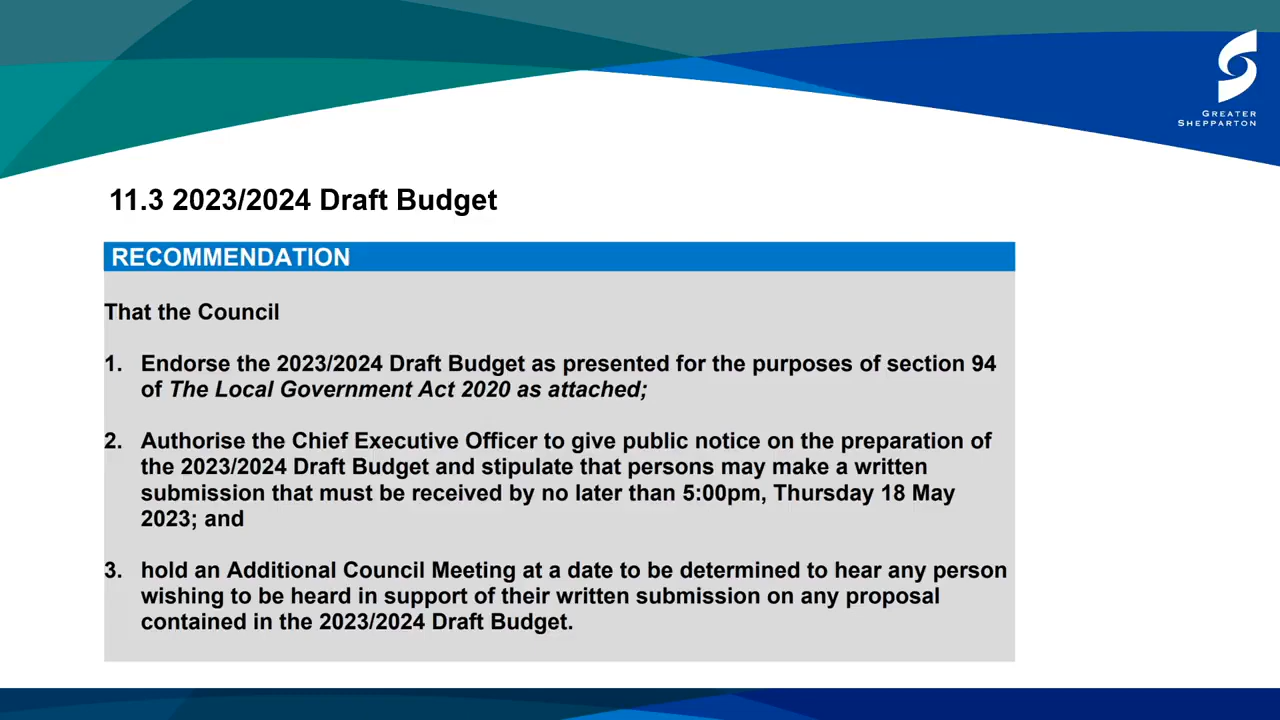 GREATER
SHEPPARTON
11.3 2023/2024 Draft Budget
RECOMMENDATION
That the Council
1. Endorse the 2023/2024 Draft Budget as presented for the purposes of section 94
of The Local Government Act 2020 as attached;
2. Authorise the Chief Executive Officer to give public notice on the preparation of
the 2023/2024 Draft Budget and stipulate that persons may make a written
submission that must be received by no later than 5:00pm, Thursday 18 May
2023; and
3. hold an Additional Council Meeting at a date to be determined to hear any person
wishing to be heard in support of their written submission on any proposal
contained in the 2023/2024 Draft Budget.